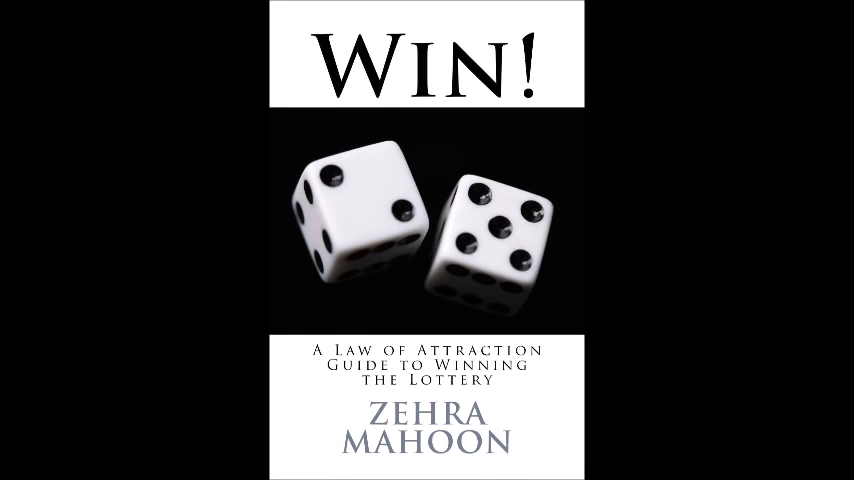 WIN!
A LAW OF ATTRACTION
GUIDE TO WINNING
THE LOTTERY
ZEHRA
MAHOON